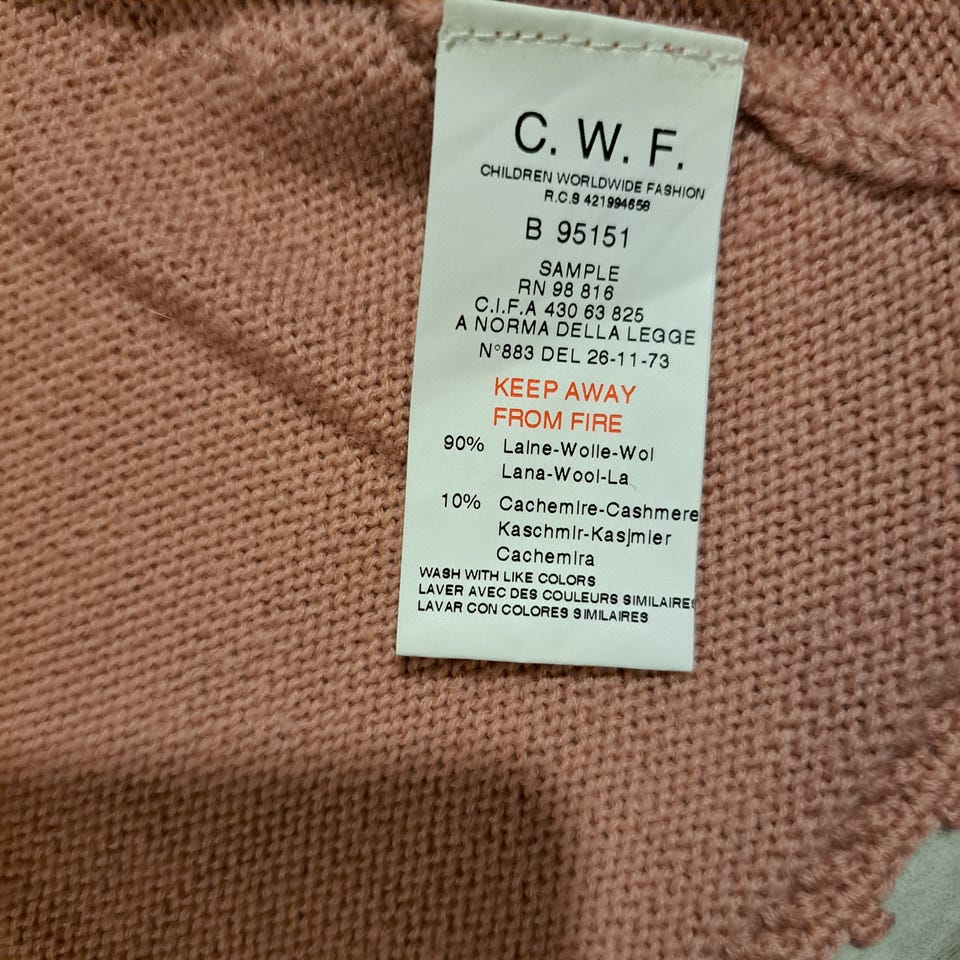 C. W. F.
CHILDREN WORLDWIDE FASHION
R.C.S 421994658
B 95151
SAMPLE
RN 98 816
C.I.F.A 430 63 825
A NORMA DELLA LEGGE
N°883 DEL 26-11-73
KEEP AWAY
FROM FIRE
90% Laine-Wolle-Wol
Lana-Wool-La
10% Cachemire-Cashmere
Kaschmir-Kasjmier
Cachemira
WASH WITH LIKE COLORS
LAVER AVEC DES COULEURS SIMILAIRES
LAVAR CON COLORES SIMILAIRES